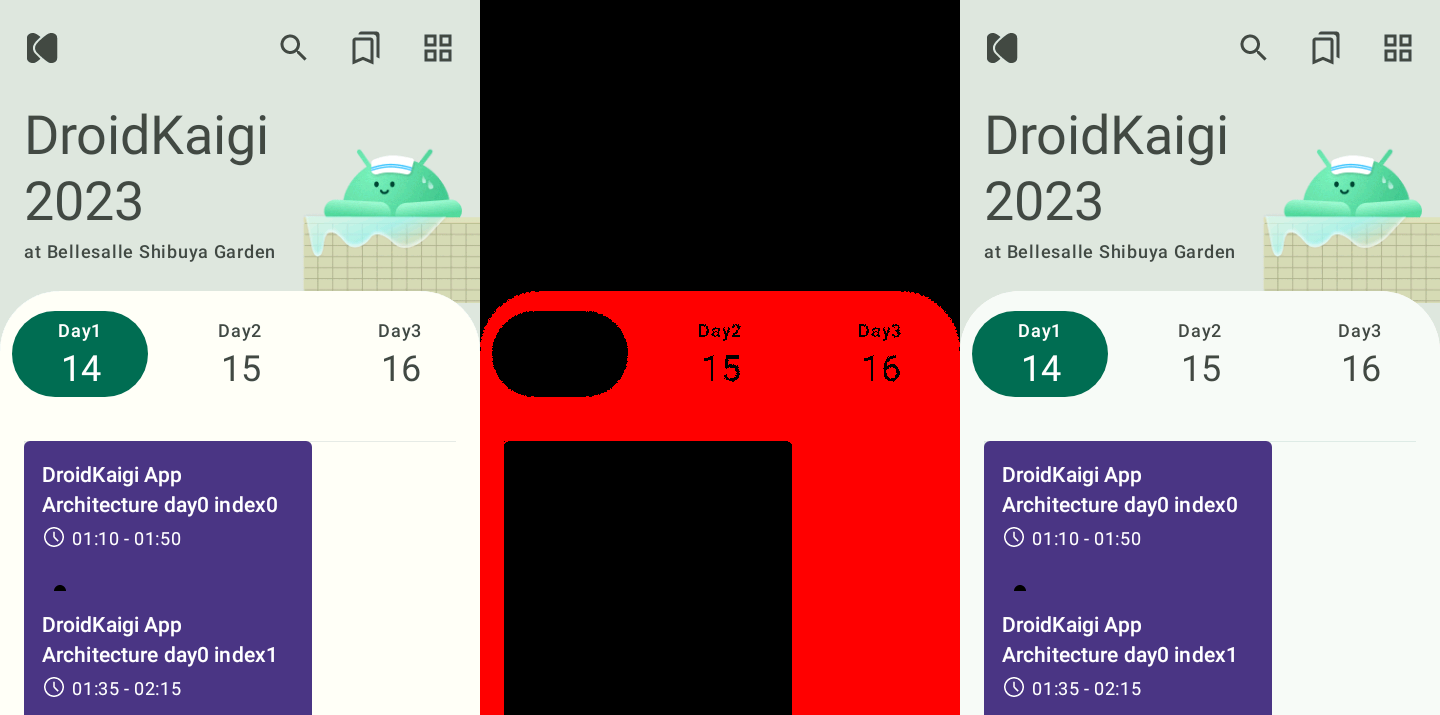 DroidKaigi
2023
at Bellesalle Shibuya Garden
Day1 Day2 Day3
14 15 16
DroidKaigi App
Architecture day0 index0
01:10 - 01:50
DroidKaigi App
Architecture day0 index1
01:35 - 02:15
Day2 Day3
15 16
DroidKaigi
2023
at Bellesalle Shibuya Garden
Day1 Day2 Day3
14 15 16
DroidKaigi App
Architecture day0 index0
01:10 - 01:50
DroidKaigi App
Architecture day0 index1
01:35 - 02:15